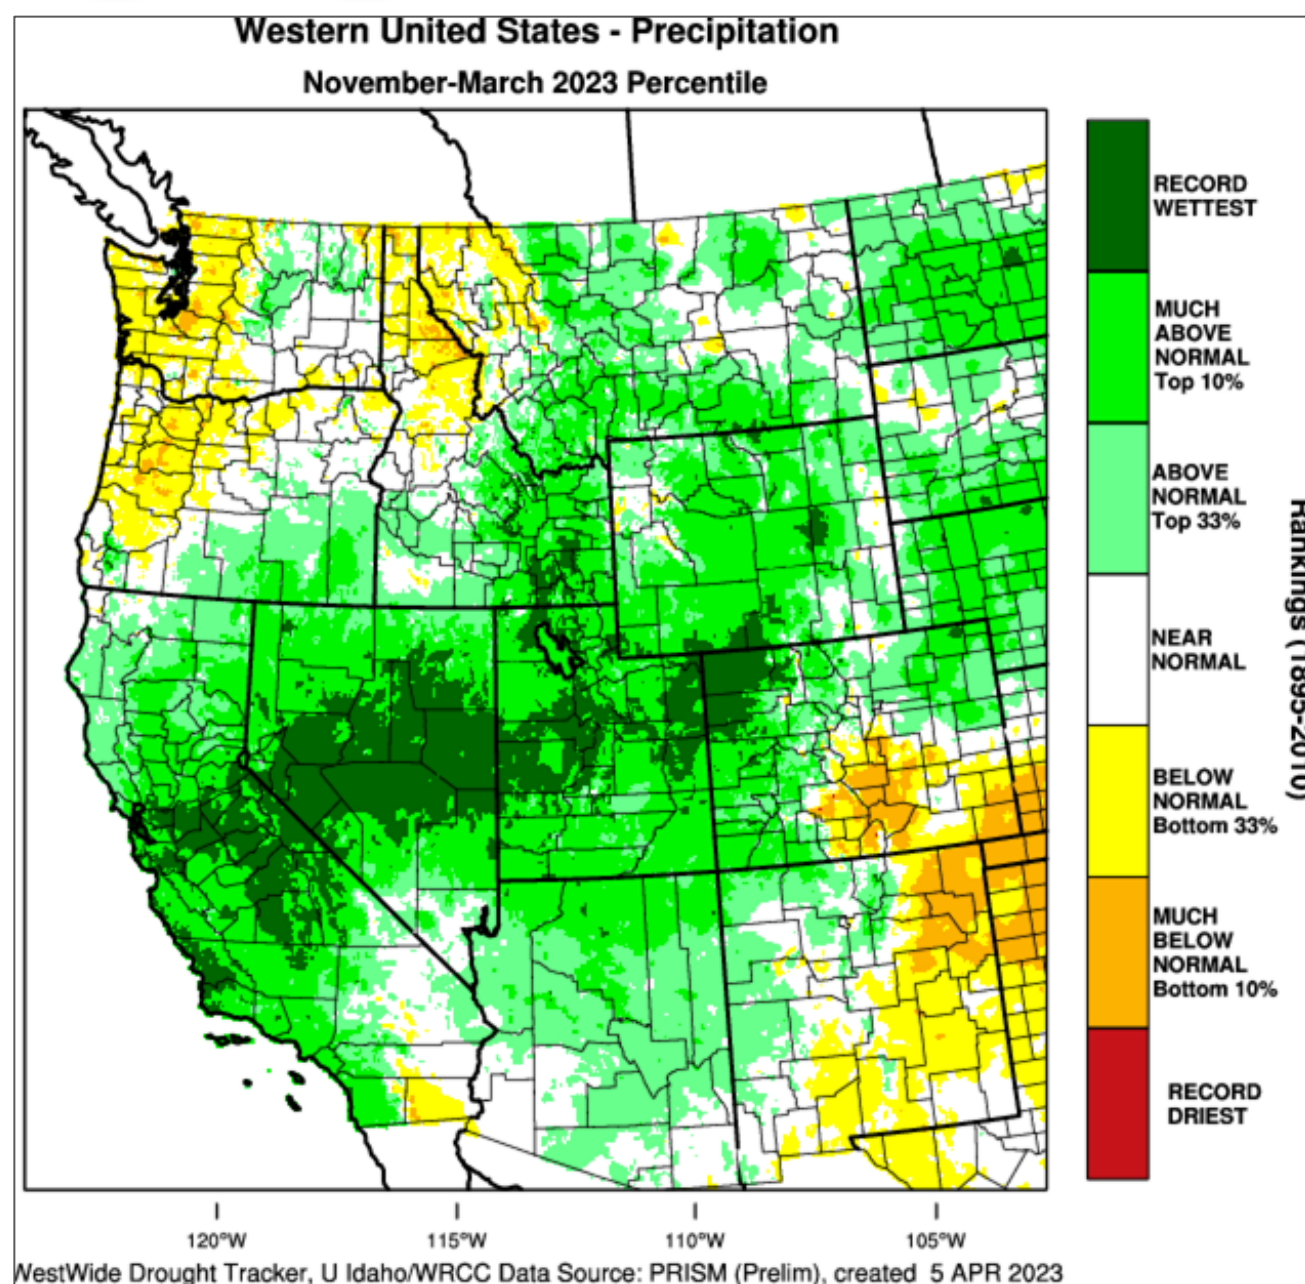 Western United States - Precipitation
November-March 2023 Percentile
RECORD
WETTEST
MUCH
ABOVE
NORMAL
Top 10%
ABOVE
NORMAL
Top 33%
NEAR
NORMAL
BELOW
NORMAL
Bottom 33%
MUCH
BELOW
NORMAL
Bottom 10%
RECORD
DRIEST
Rankings (1895-2010)
120°W
115°W
110°W
105°W
WestWide Drought Tracker, U Idaho/WRCC Data Source: PRISM (Prelim), created 5 APR 2023